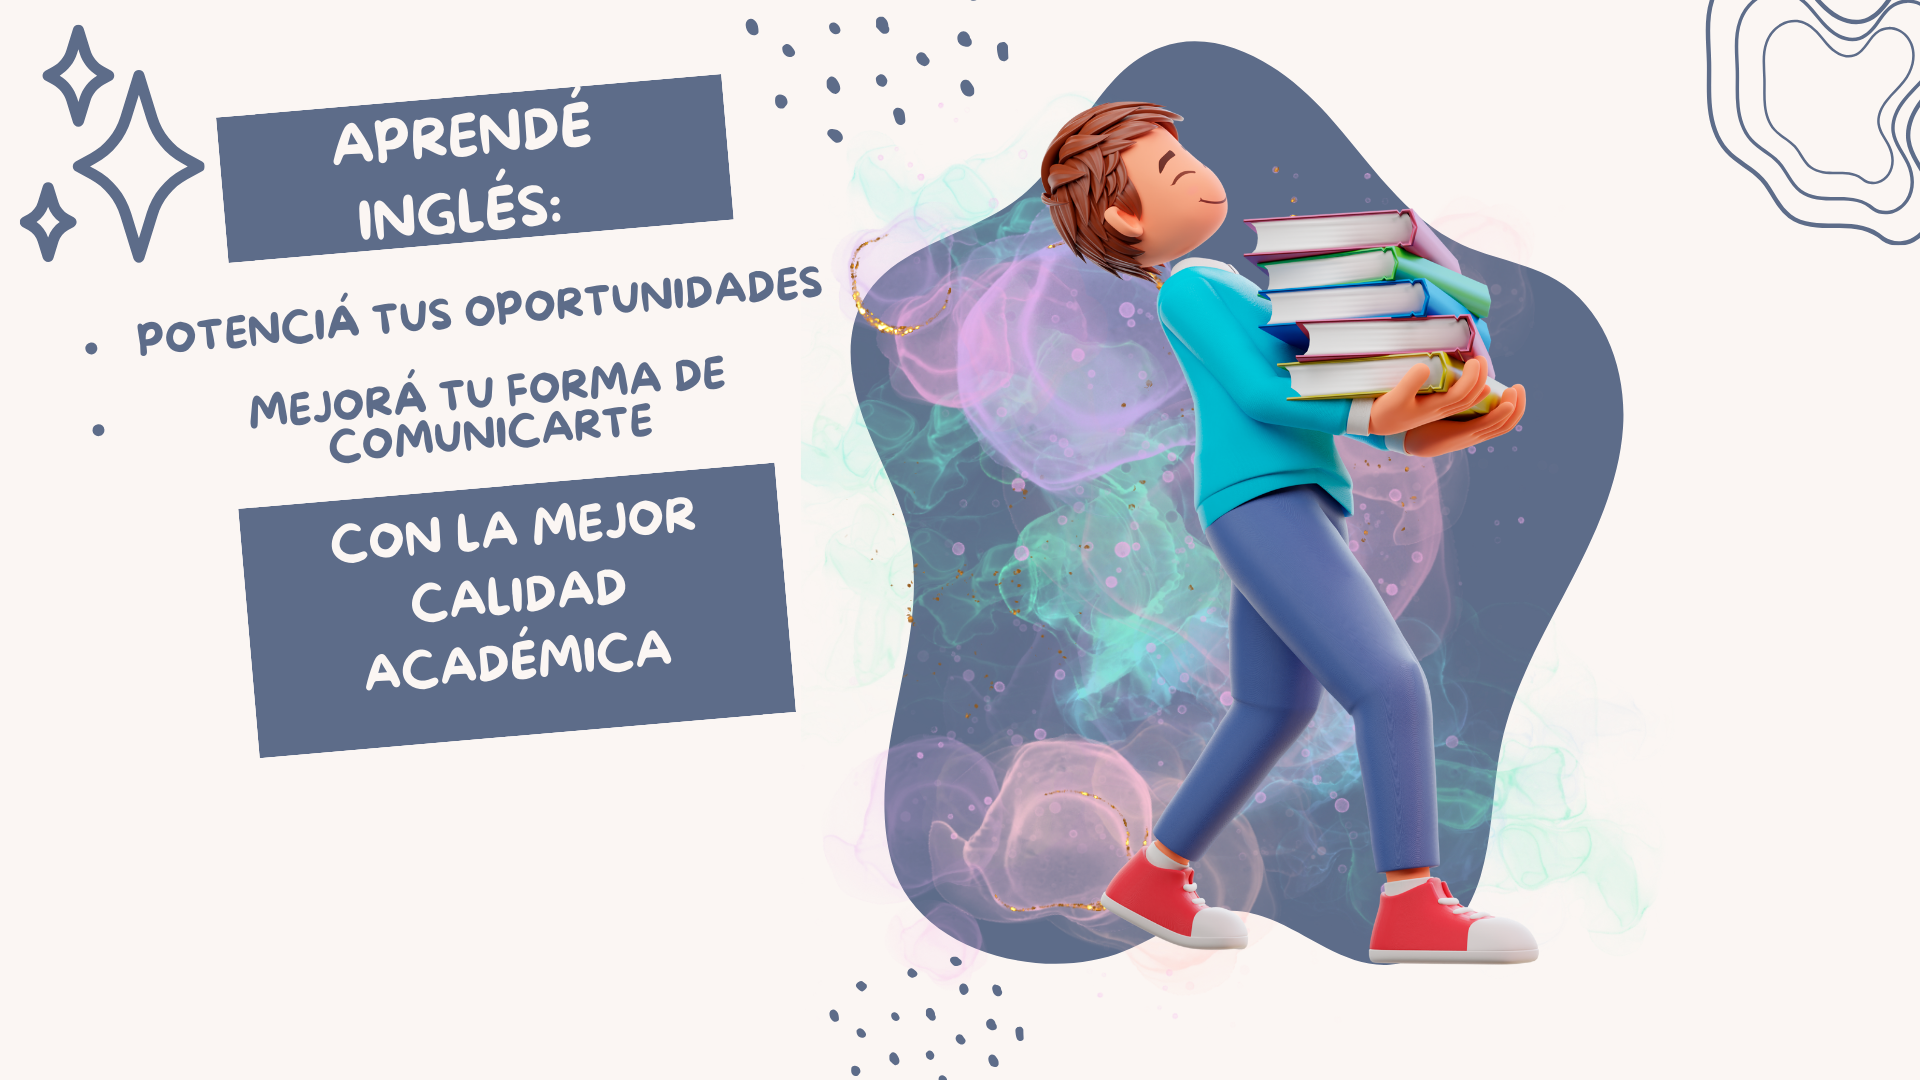 APRENDÉ
INGLÉS:
• POTENCIÁ TUS OPORTUNIDADES
• MEJORÁ TU FORMA DE
COMUNICARTE
CON LA MEJOR
CALIDAD
ACADÉMICA